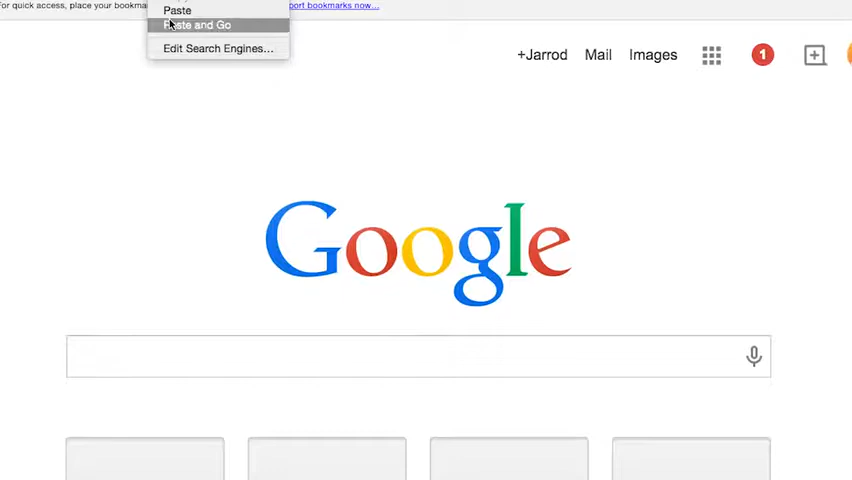 For quick access, place your bookma
port bookmarks now...
Paste
Paste and Go
Edit Search Engines...
+Jarrod Mail Images 1
Google